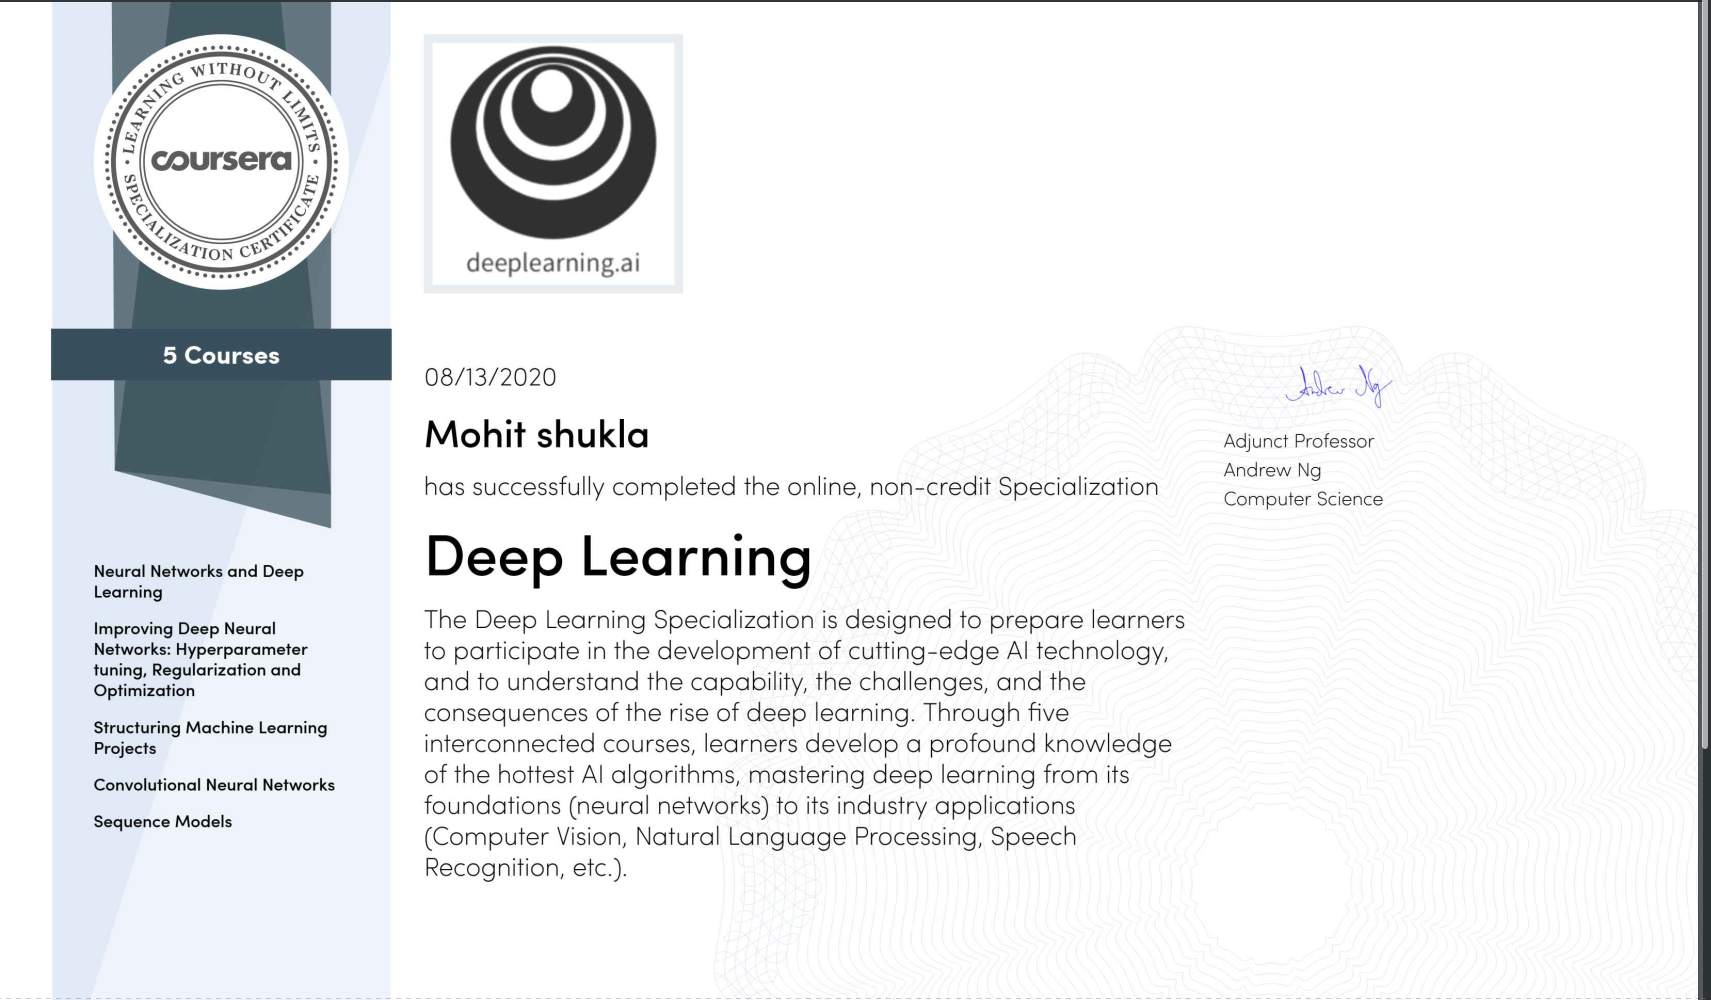 · LEARNING WITHOUT LIMITS ·
SPECIALIZATION CERTIFICATE
coursera
5 Courses
Neural Networks and Deep
Learning
Improving Deep Neural
Networks: Hyperparameter
tuning, Regularization and
Optimization
Structuring Machine Learning
Projects
Convolutional Neural Networks
Sequence Models
deeplearning.ai
08/13/2020
Mohit shukla
has successfully completed the online, non-credit Specialization
Deep Learning
The Deep Learning Specialization is designed to prepare learners
to participate in the development of cutting-edge AI technology,
and to understand the capability, the challenges, and the
consequences of the rise of deep learning. Through five
interconnected courses, learners develop a profound knowledge
of the hottest AI algorithms, mastering deep learning from its
foundations (neural networks) to its industry applications
(Computer Vision, Natural Language Processing, Speech
Recognition, etc.).
Andrew Ng
Adjunct Professor
Andrew Ng
Computer Science